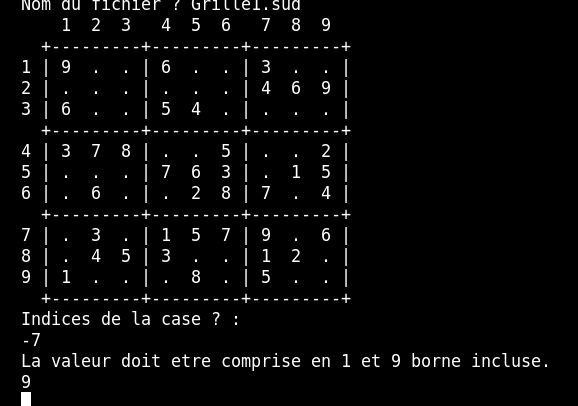 Nom du fichier ? Grille1.sud
    1  2  3   4  5  6   7  8  9
  +---------+---------+---------+
1 | 9  .  . | 6  .  . | 3  .  . |
2 | .  .  . | .  .  . | 4  6  9 |
3 | 6  .  . | 5  4  . | .  .  . |
  +---------+---------+---------+
4 | 3  7  8 | .  .  5 | .  .  2 |
5 | .  .  . | 7  6  3 | .  1  5 |
6 | .  6  . | .  2  8 | 7  .  4 |
  +---------+---------+---------+
7 | .  3  . | 1  5  7 | 9  .  6 |
8 | .  4  5 | 3  .  . | 1  2  . |
9 | 1  .  . | .  8  . | 5  .  . |
  +---------+---------+---------+
Indices de la case ? :
-7
La valeur doit etre comprise en 1 et 9 borne incluse.
9